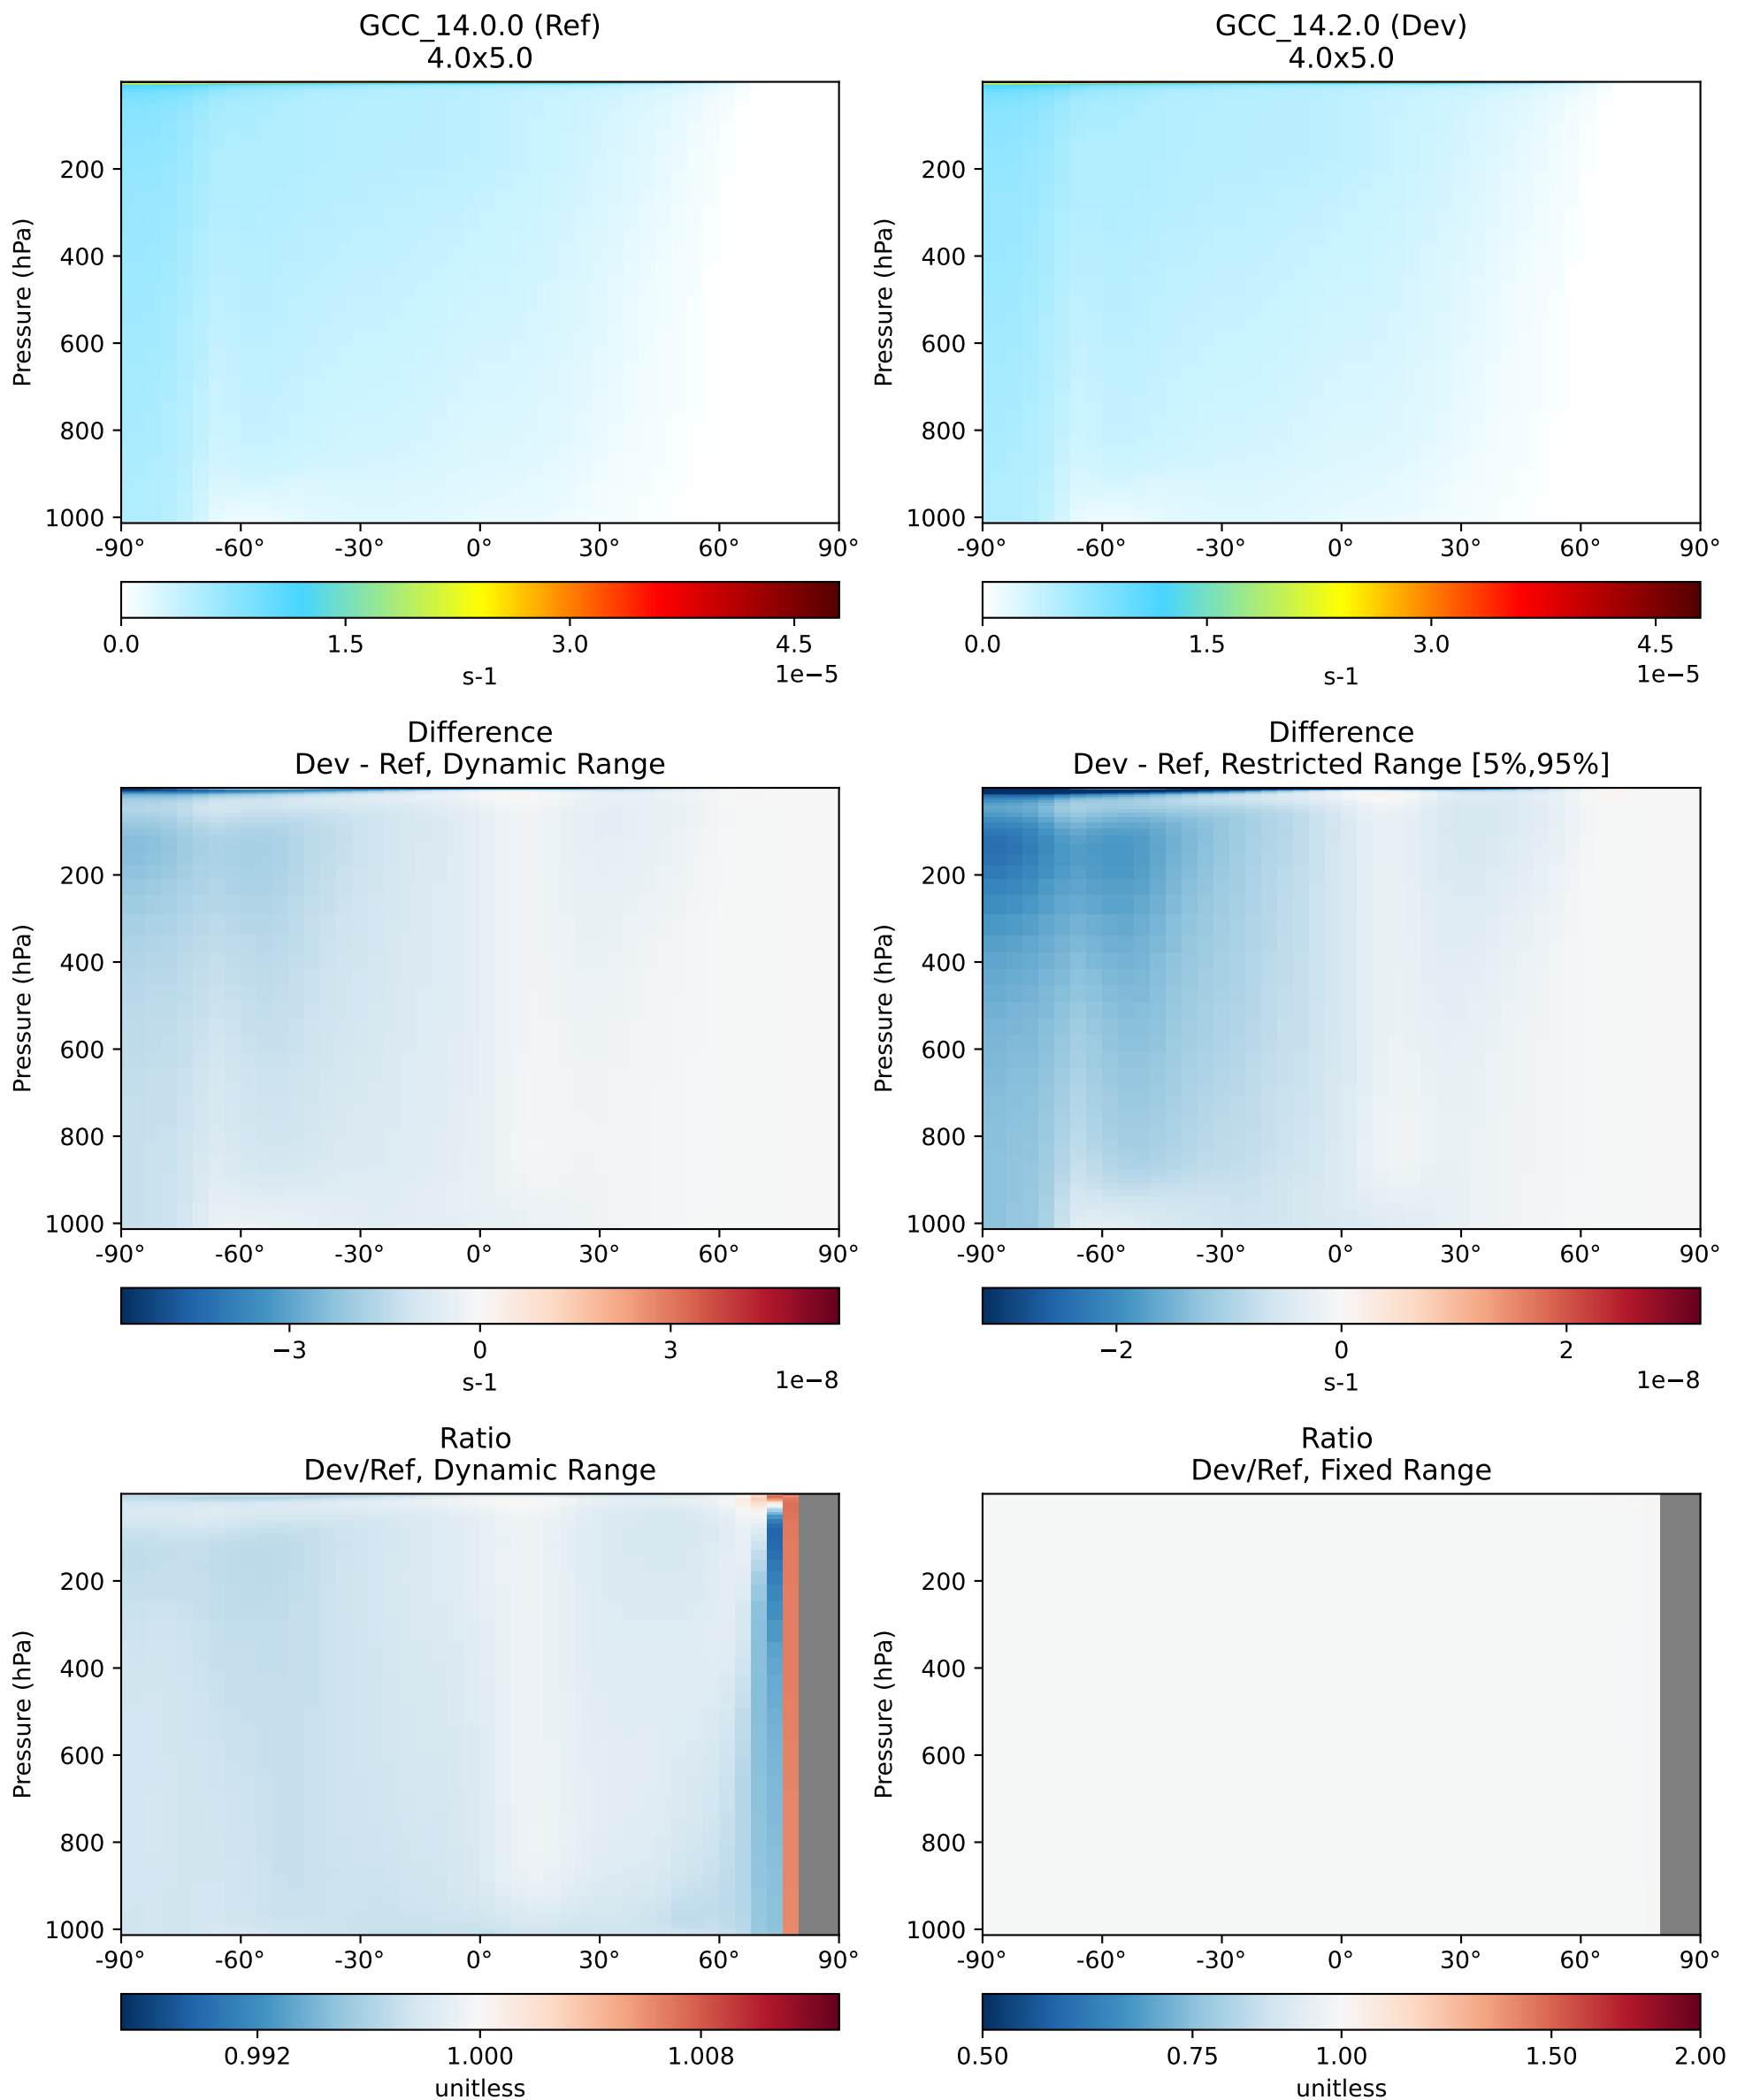 GCC_14.0.0 (Ref)
4.0x5.0
Pressure (hPa)
200
400
600
800
1000
-90° -60° -30° 0° 30° 60° 90°
0.0 1.5 3.0 4.5
1e−5
s-1
GCC_14.2.0 (Dev)
4.0x5.0
Pressure (hPa)
200
400
600
800
1000
-90° -60° -30° 0° 30° 60° 90°
0.0 1.5 3.0 4.5
1e−5
s-1
Difference
Dev - Ref, Dynamic Range
Pressure (hPa)
200
400
600
800
1000
-90° -60° -30° 0° 30° 60° 90°
−3 0 3
1e−8
s-1
Difference
Dev - Ref, Restricted Range [5%,95%]
Pressure (hPa)
200
400
600
800
1000
-90° -60° -30° 0° 30° 60° 90°
−2 0 2
1e−8
s-1
Ratio
Dev/Ref, Dynamic Range
Pressure (hPa)
200
400
600
800
1000
-90° -60° -30° 0° 30° 60° 90°
0.992 1.000 1.008
unitless
Ratio
Dev/Ref, Fixed Range
Pressure (hPa)
200
400
600
800
1000
-90° -60° -30° 0° 30° 60° 90°
0.50 0.75 1.00 1.50 2.00
unitless